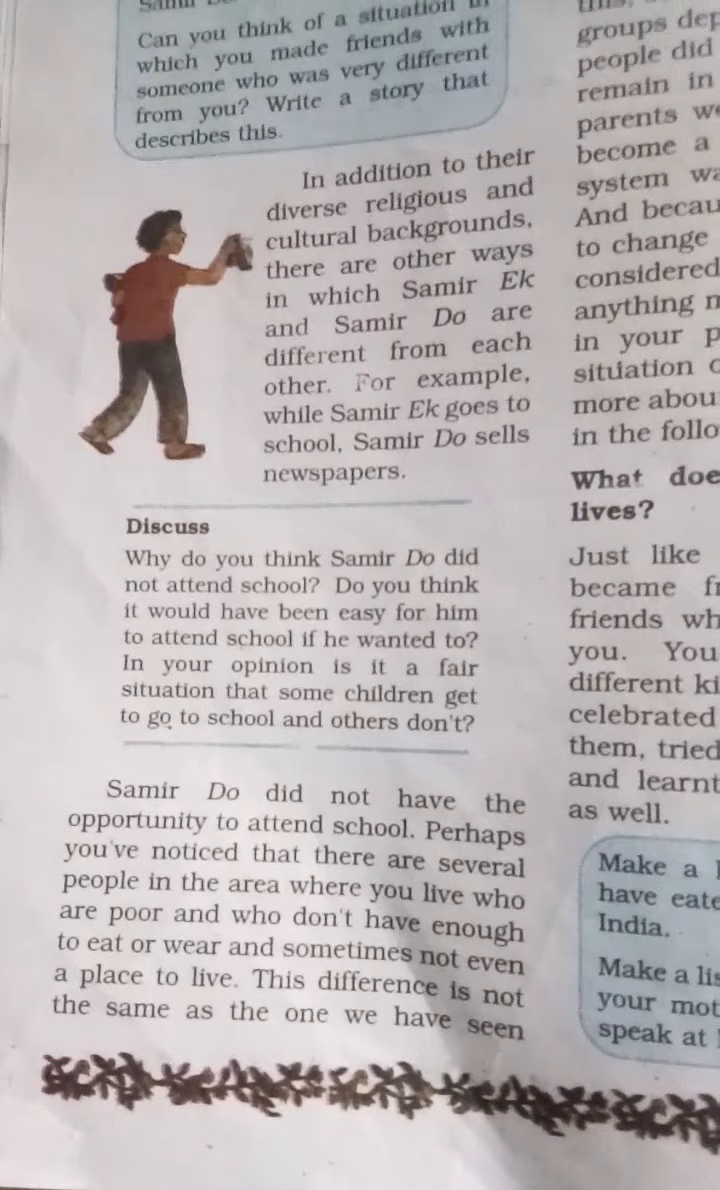 Can you think of a situation in
which you made friends with
someone who was very different
from you? Write a story that
describes this.
In addition to their
diverse religious and
cultural backgrounds,
there are other ways
in which Samir Ek
and Samir Do are
different from each
other. For example,
while Samir Ek goes to
school, Samir Do sells
newspapers.
Discuss
Why do you think Samir Do did
not attend school? Do you think
it would have been easy for him
to attend school if he wanted to?
In your opinion is it a fair
situation that some children get
to go to school and others don't?
Samir Do did not have the
opportunity to attend school. Perhaps
you've noticed that there are several
people in the area where you live who
are poor and who don't have enough
to eat or wear and sometimes not even
a place to live. This difference is not
the same as the one we have seen
groups
people did
remain in
parents
become a
system
And
to change
considered
anything
in your
situation
more
in the
What
lives?
Just like
became
friends
you. You
different
celebrated
them, tried
and learnt
as well.
Make a
have
India.
Make a
your
speak at